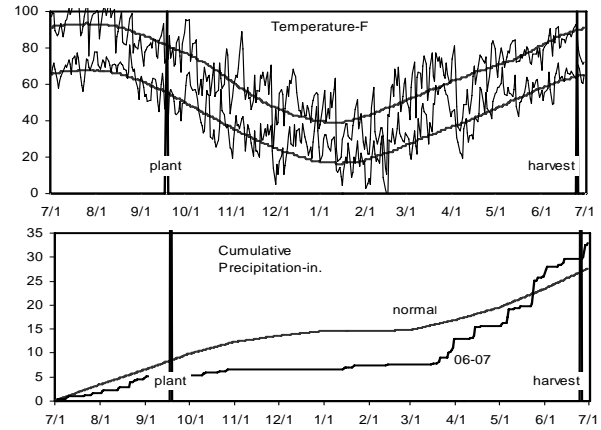 100
Temperature-F
80
60
40
20
plant
harvest
0
7/1 8/1 9/1 10/1 11/1 12/1 1/1 2/1 3/1 4/1 5/1 6/1 7/1
35
Cumulative
Precipitation-in.
30
25
20
normal
15
10
06-07
5
plant
harvest
0
7/1 8/1 9/1 10/1 11/1 12/1 1/1 2/1 3/1 4/1 5/1 6/1 7/1